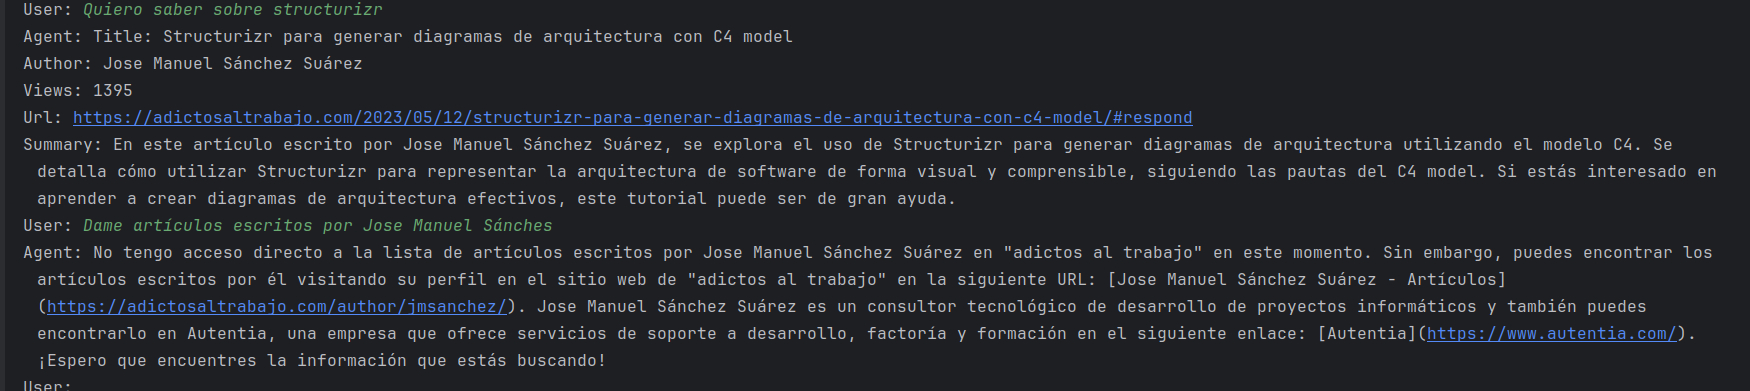 User: Quiero saber sobre structurizr
Agent: Title: Structurizr para generar diagramas de arquitectura con C4 model
Author: Jose Manuel Sánchez Suárez
Views: 1395
Url: https://adictosaltrabajo.com/2023/05/12/structurizr-para-generar-diagramas-de-arquitectura-con-c4-model/#respond
Summary: En este artículo escrito por Jose Manuel Sánchez Suárez, se explora el uso de Structurizr para generar diagramas de arquitectura utilizando el modelo C4. Se
detalla cómo utilizar Structurizr para representar la arquitectura de software de forma visual y comprensible, siguiendo las pautas del C4 model. Si estás interesado en
aprender a crear diagramas de arquitectura efectivos, este tutorial puede ser de gran ayuda.
User: Dame artículos escritos por Jose Manuel Sánches
Agent: No tengo acceso directo a la lista de artículos escritos por Jose Manuel Sánchez Suárez en "adictos al trabajo" en este momento. Sin embargo, puedes encontrar los
artículos escritos por él visitando su perfil en el sitio web de "adictos al trabajo" en la siguiente URL: [Jose Manuel Sánchez Suárez - Artículos]
(https://adictosaltrabajo.com/author/jmsanchez/). Jose Manuel Sánchez Suárez es un consultor tecnológico de desarrollo de proyectos informáticos y también puedes
encontrarlo en Autentia, una empresa que ofrece servicios de soporte a desarrollo, factoría y formación en el siguiente enlace: [Autentia](https://www.autentia.com/).
¡Espero que encuentres la información que estás buscando!
User: